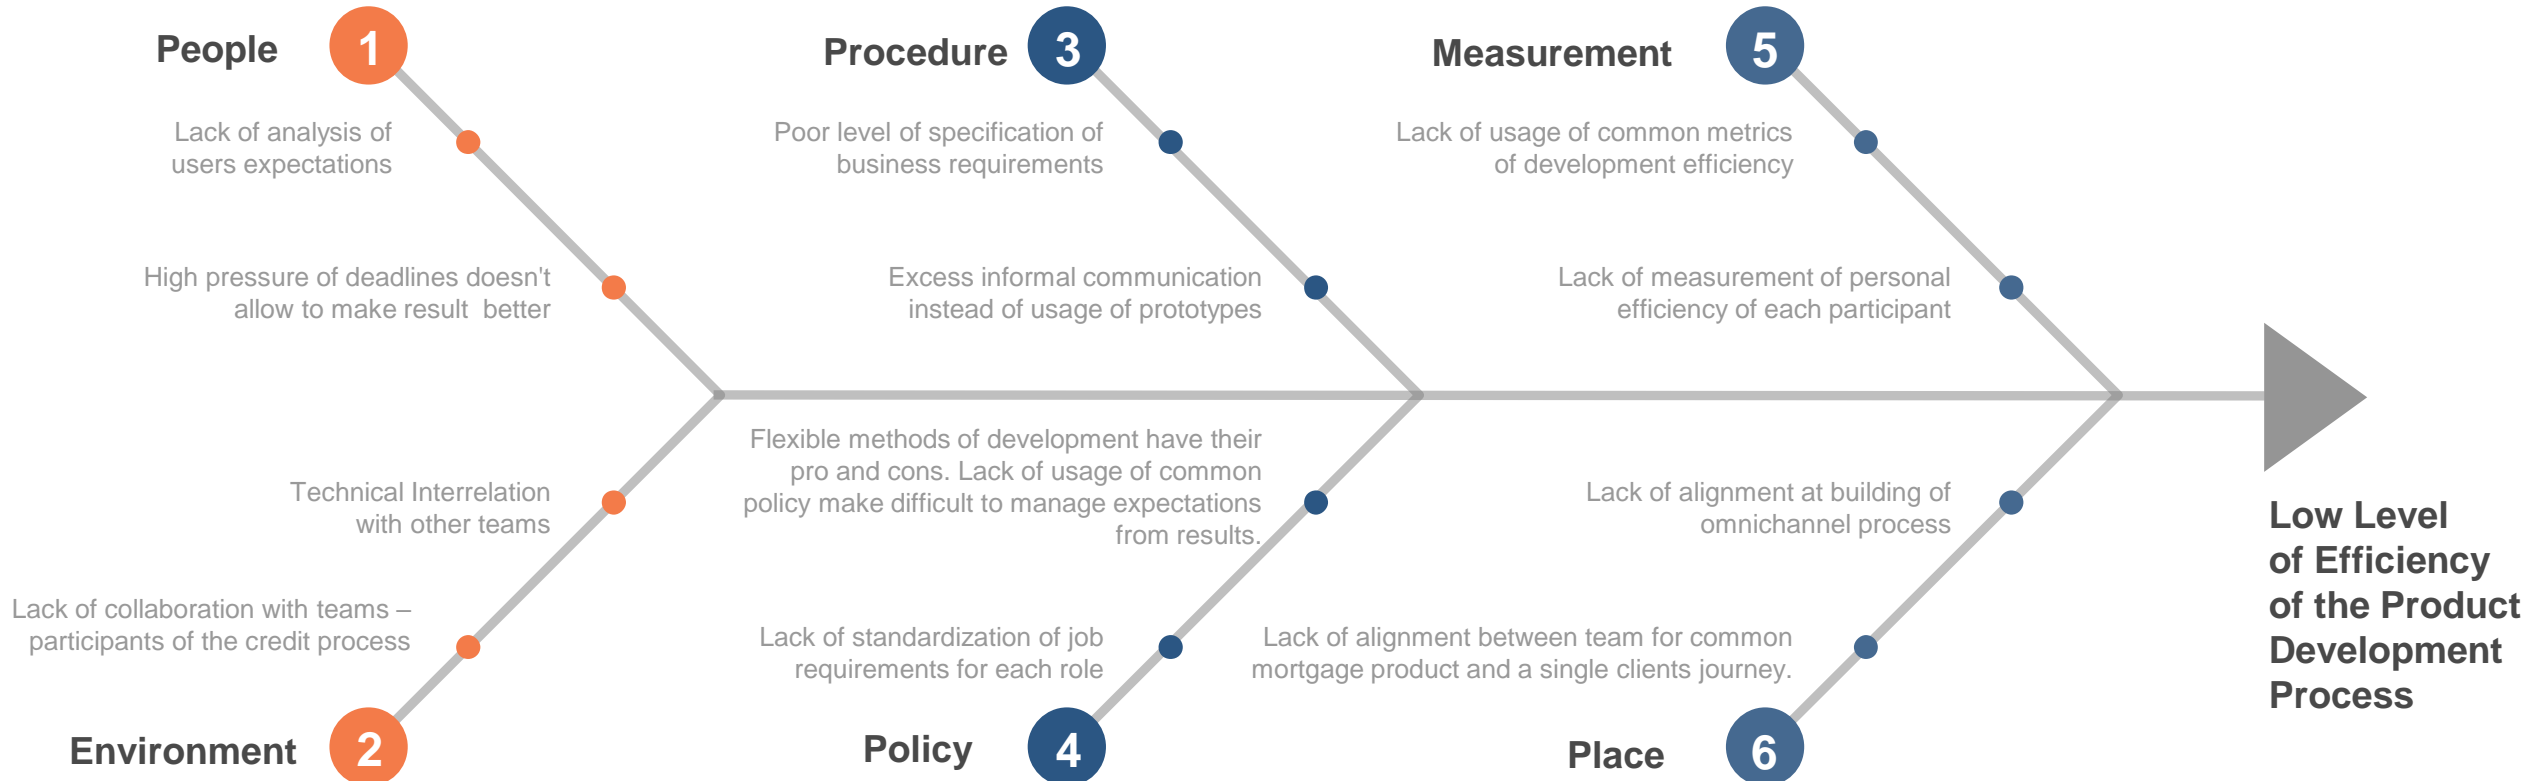 People
1
Lack of analysis of
users expectations
High pressure of deadlines doesn't
allow to make result  better
Procedure
3
Poor level of specification of
business requirements
Excess informal communication
instead of usage of prototypes
Measurement
5
Lack of usage of common metrics
of development efficiency
Lack of measurement of personal
efficiency of each participant
Technical Interrelation
with other teams
Lack of collaboration with teams –
participants of the credit process
Environment
2
Flexible methods of development have their
pro and cons. Lack of usage of common
policy make difficult to manage expectations
from results.
Lack of standardization of job
requirements for each role
Policy
4
Lack of alignment at building of
omnichannel process
Lack of alignment between team for common
mortgage product and a single clients journey.
Place
6
Low Level
of Efficiency
of the Product
Development
Process